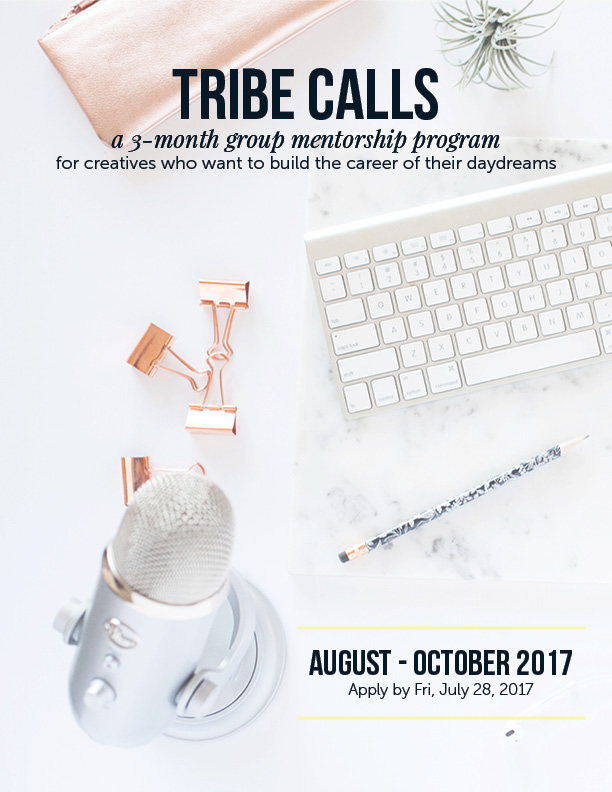 TRIBE CALLS
a 3-month group mentorship program
for creatives who want to build the career of their daydreams
AUGUST - OCTOBER 2017
Apply by Fri, July 28, 2017